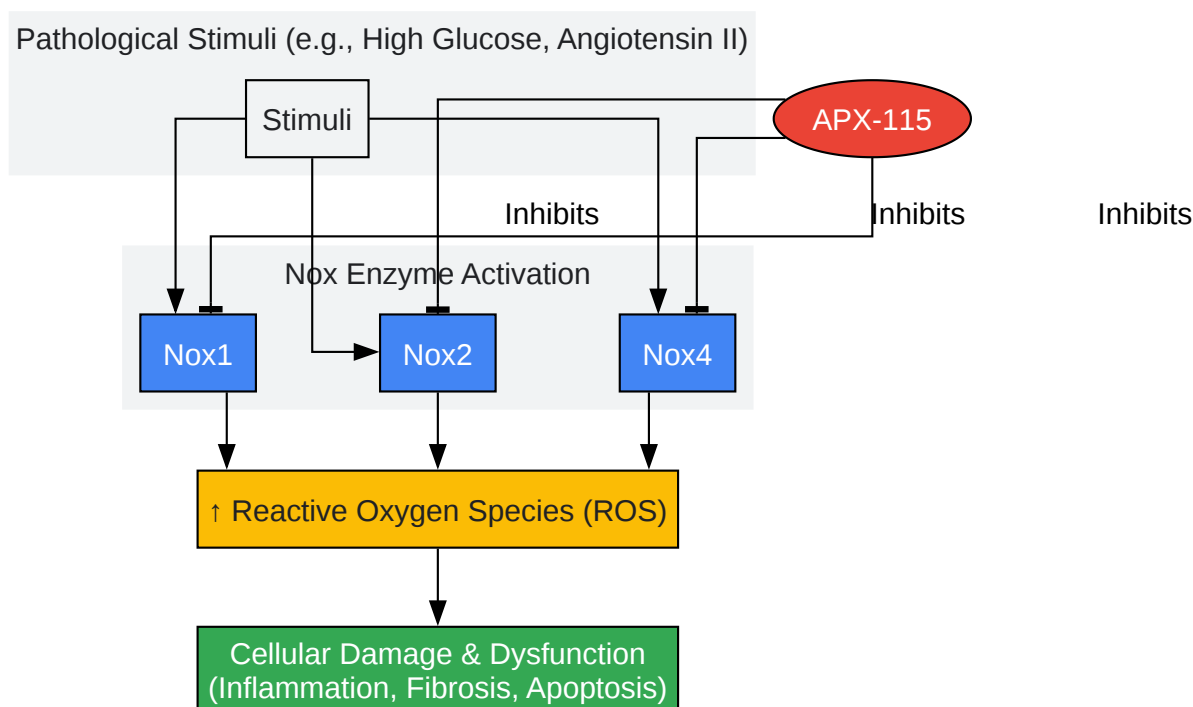 Pathological Stimuli (e.g., High Glucose, Angiotensin II)
Stimuli
APX-115
Inhibits
Inhibits
Inhibits
Nox Enzyme Activation
Nox1
Nox2
Nox4
↑ Reactive Oxygen Species (ROS)
Cellular Damage & Dysfunction
(Inflammation, Fibrosis, Apoptosis)